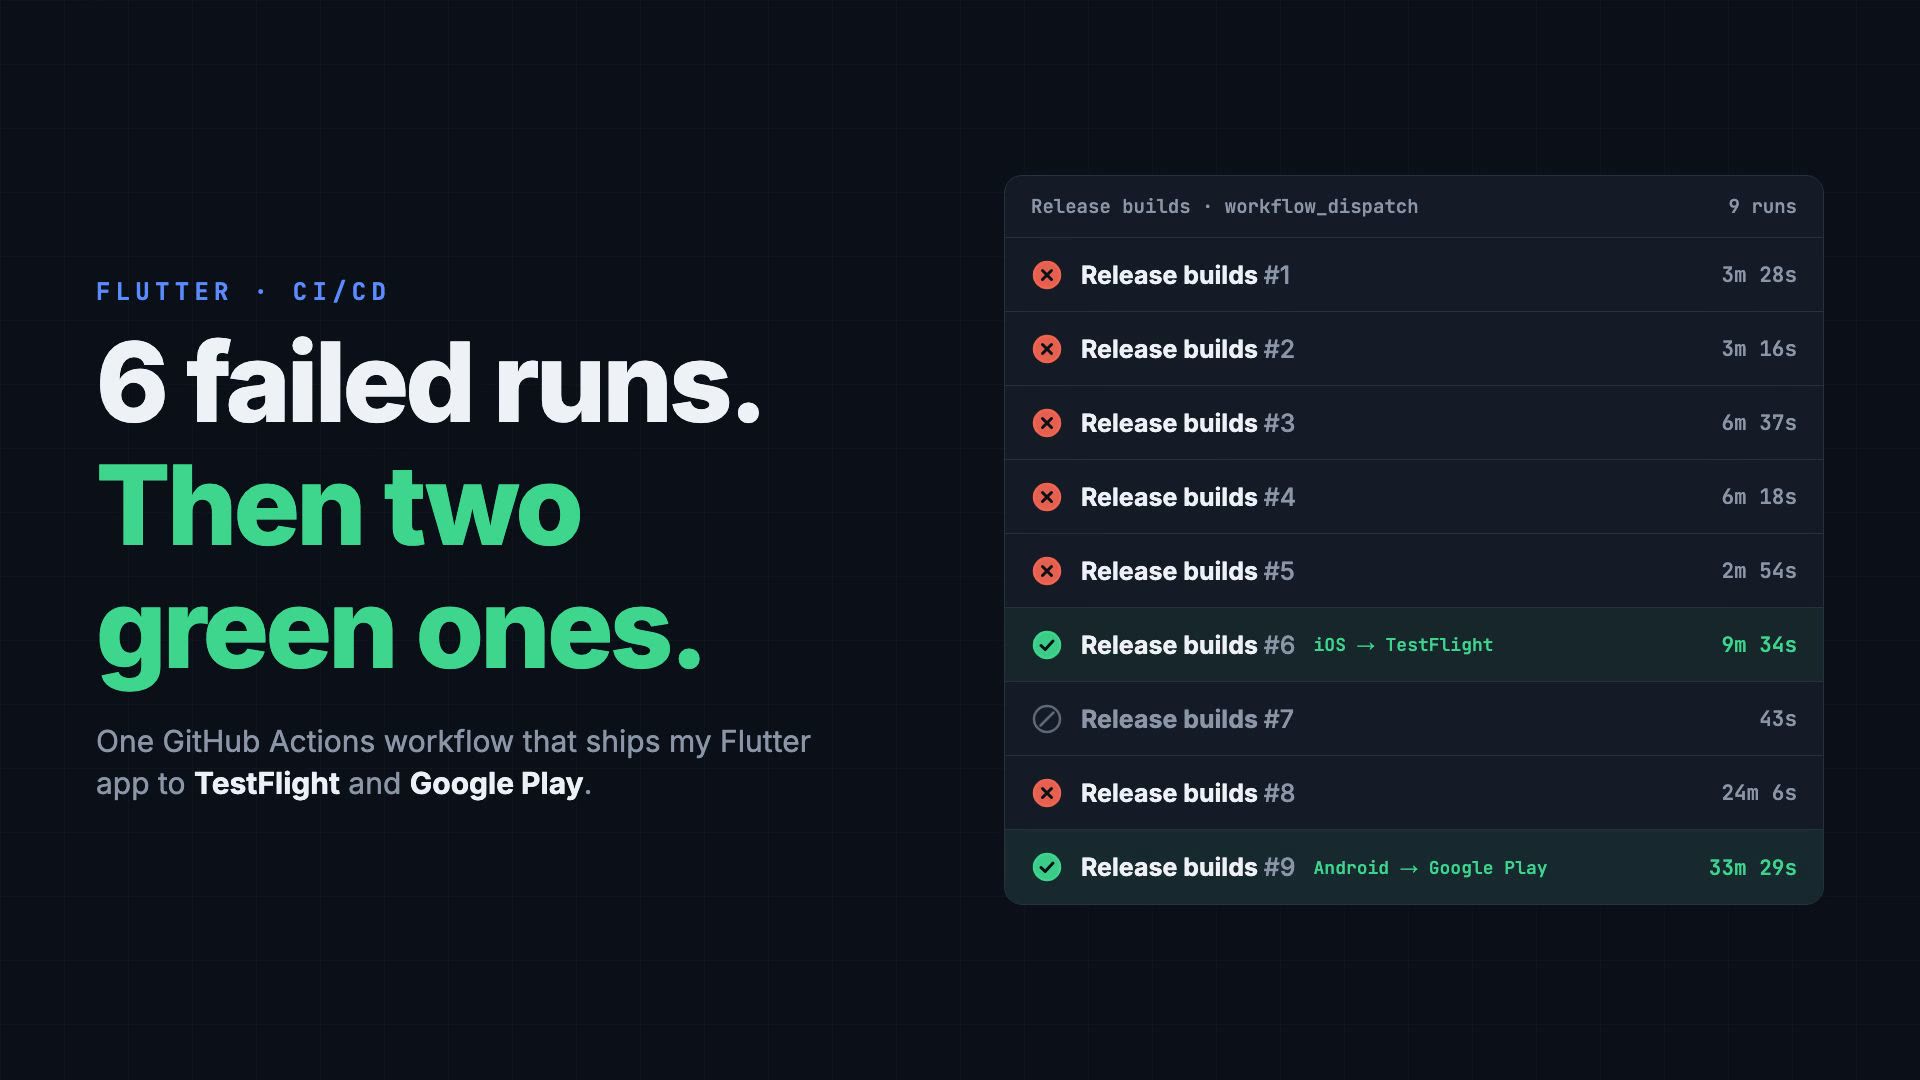 FLUTTER · CI/CD
6 failed runs.
Then two
green ones.
One GitHub Actions workflow that ships my Flutter
app to TestFlight and Google Play.
Release builds · workflow_dispatch 9 runs
Release builds #1 3m 28s
Release builds #2 3m 16s
Release builds #3 6m 37s
Release builds #4 6m 18s
Release builds #5 2m 54s
Release builds #6 iOS → TestFlight 9m 34s
Release builds #7 43s
Release builds #8 24m 6s
Release builds #9 Android → Google Play 33m 29s